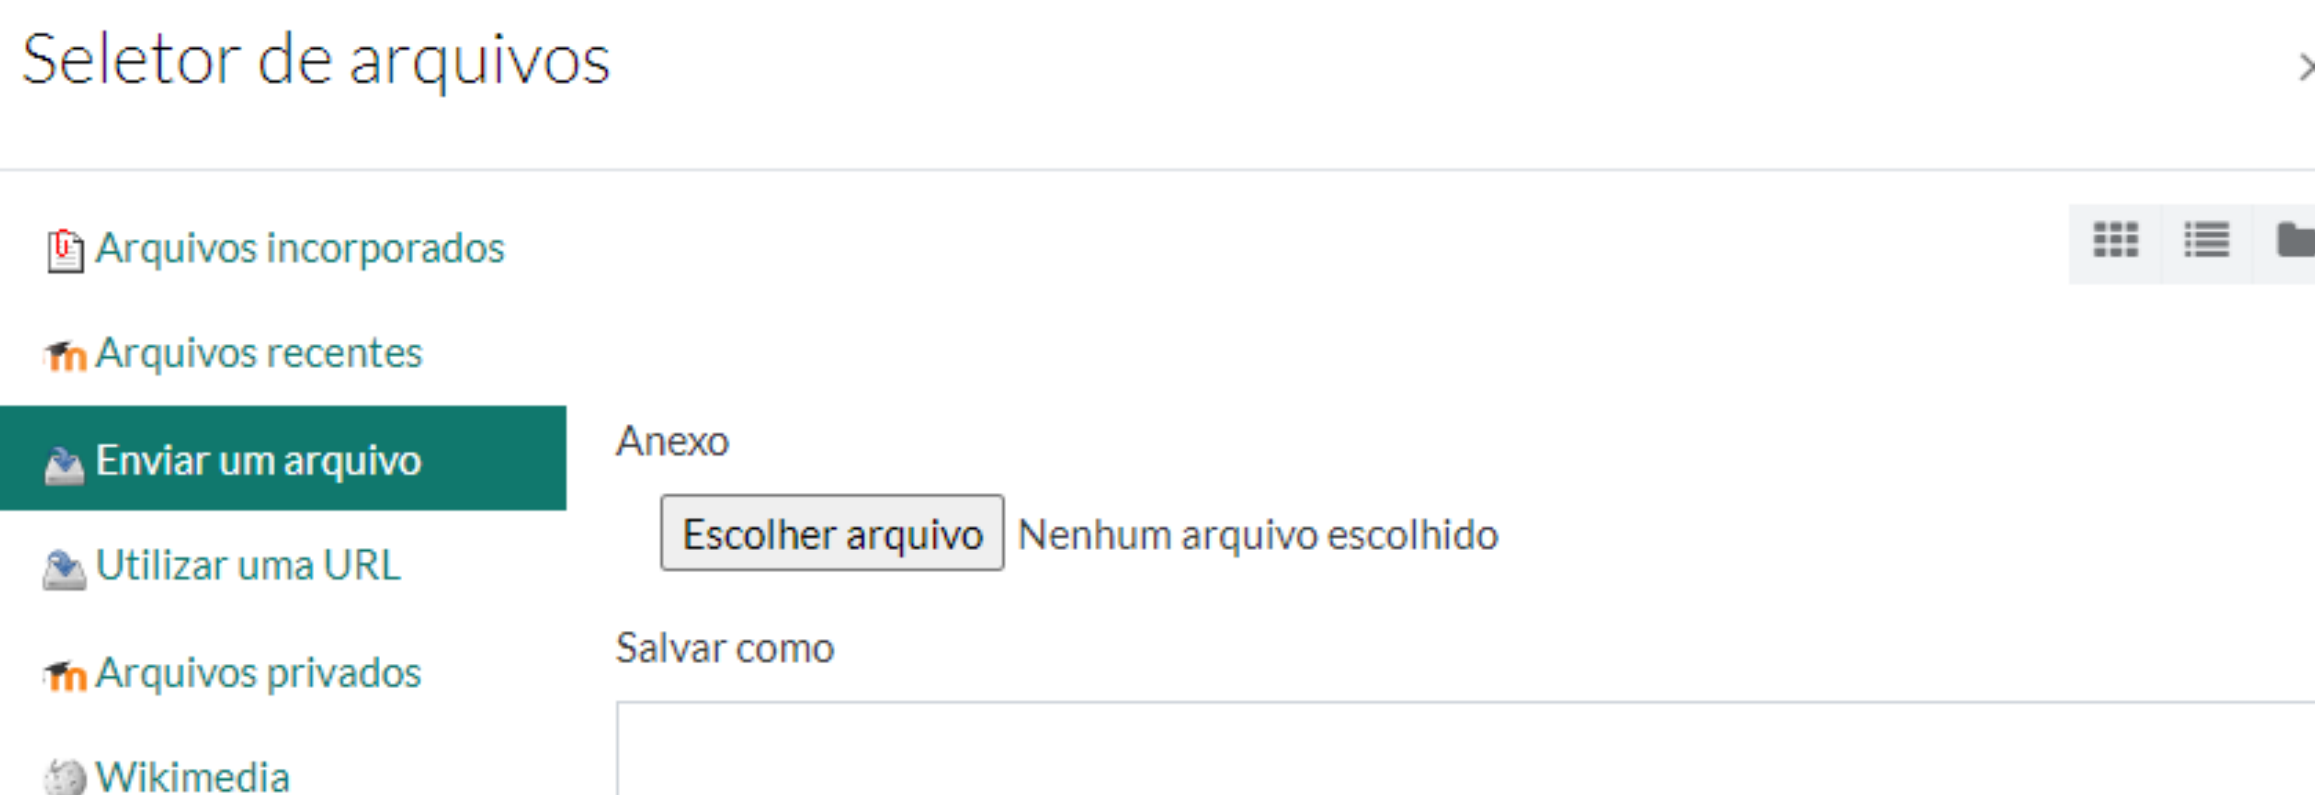 Seletor de arquivos
Arquivos incorporados
Arquivos recentes
Enviar um arquivo
Utilizar uma URL
Arquivos privados
Wikimedia
Anexo
Escolher arquivo Nenhum arquivo escolhido
Salvar como